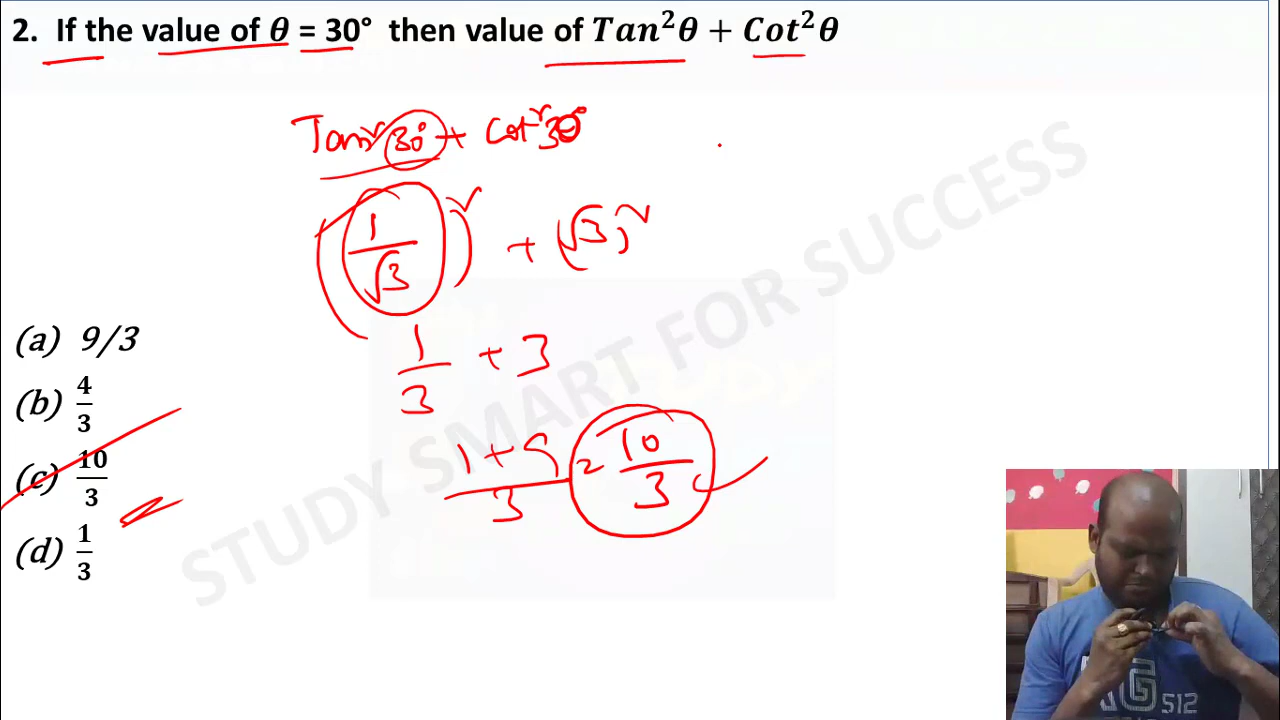 2. If the value of θ = 30° then value of Tan²θ + Cot²θ
Tan²30° + Cot²30°
(1/√3)² + (√3)²
1/3 + 3
(1+9)/3 = 10/3
(a) 9/3
(b) 4/3
(c) 10/3
(d) 1/3
STUDY SMART FOR SUCCESS
G
512